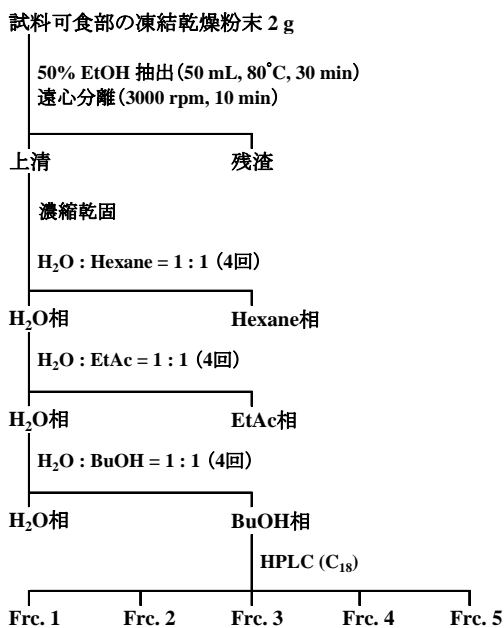 試料可食部の凍結乾燥粉末 2 g
50% EtOH 抽出（50 mL, 80°C, 30 min）
遠心分離（3000 rpm, 10 min）
上清 残渣
濃縮乾固
H₂O : Hexane = 1 : 1 （4回）
H₂O相 Hexane相
H₂O : EtAc = 1 : 1 （4回）
H₂O相 EtAc相
H₂O : BuOH = 1 : 1 （4回）
H₂O相 BuOH相
HPLC (C₁₈)
Frc. 1 Frc. 2 Frc. 3 Frc. 4 Frc. 5